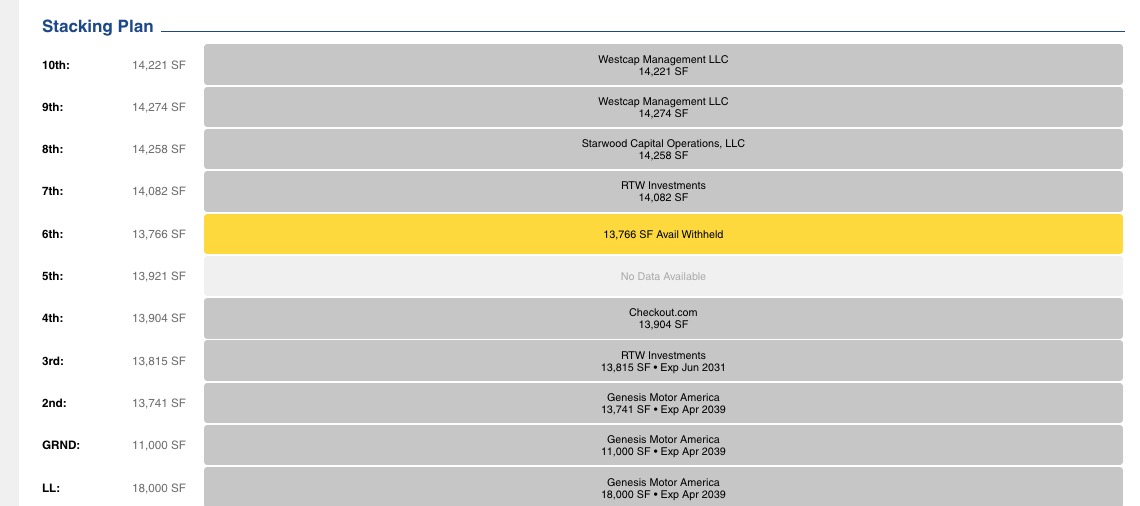 Stacking Plan
10th: 14,221 SF Westcap Management LLC
14,221 SF
9th: 14,274 SF Westcap Management LLC
14,274 SF
8th: 14,258 SF Starwood Capital Operations, LLC
14,258 SF
7th: 14,082 SF RTW Investments
14,082 SF
6th: 13,766 SF 13,766 SF Avail Withheld
5th: 13,921 SF No Data Available
4th: 13,904 SF Checkout.com
13,904 SF
3rd: 13,815 SF RTW Investments
13,815 SF • Exp Jun 2031
2nd: 13,741 SF Genesis Motor America
13,741 SF • Exp Apr 2039
GRND: 11,000 SF Genesis Motor America
11,000 SF • Exp Apr 2039
LL: 18,000 SF Genesis Motor America
18,000 SF • Exp Apr 2039